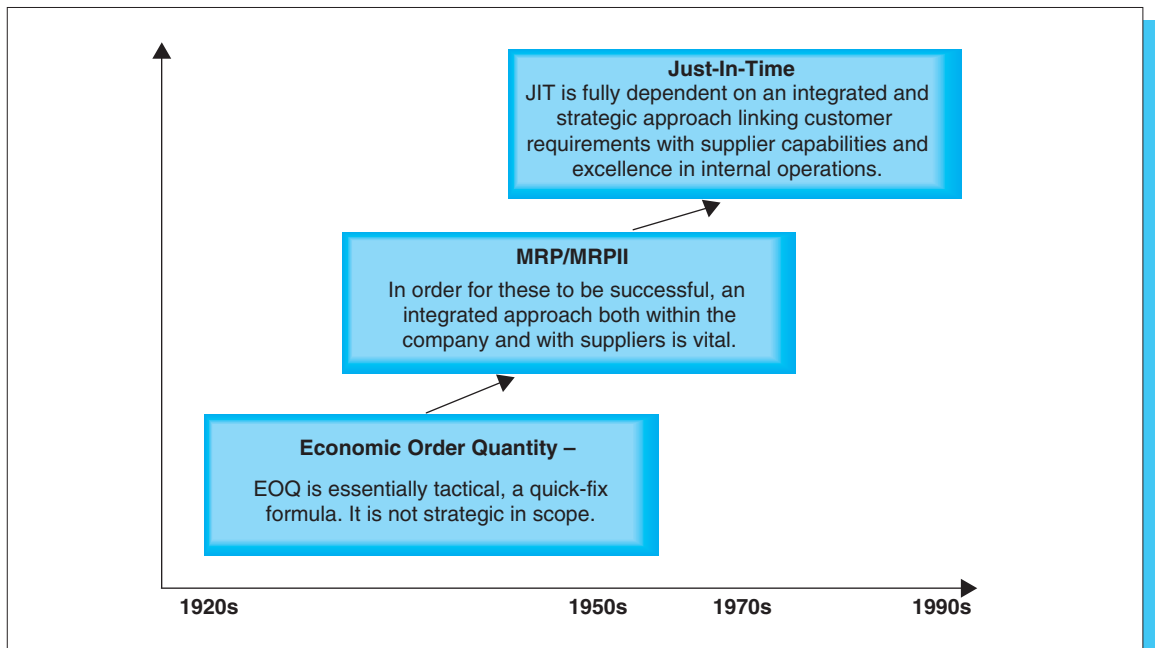 Just-In-Time
JIT is fully dependent on an integrated and
strategic approach linking customer
requirements with supplier capabilities and
excellence in internal operations.
MRP/MRPII
In order for these to be successful, an
integrated approach both within the
company and with suppliers is vital.
Economic Order Quantity –
EOQ is essentially tactical, a quick-fix
formula. It is not strategic in scope.
1920s 1950s 1970s 1990s